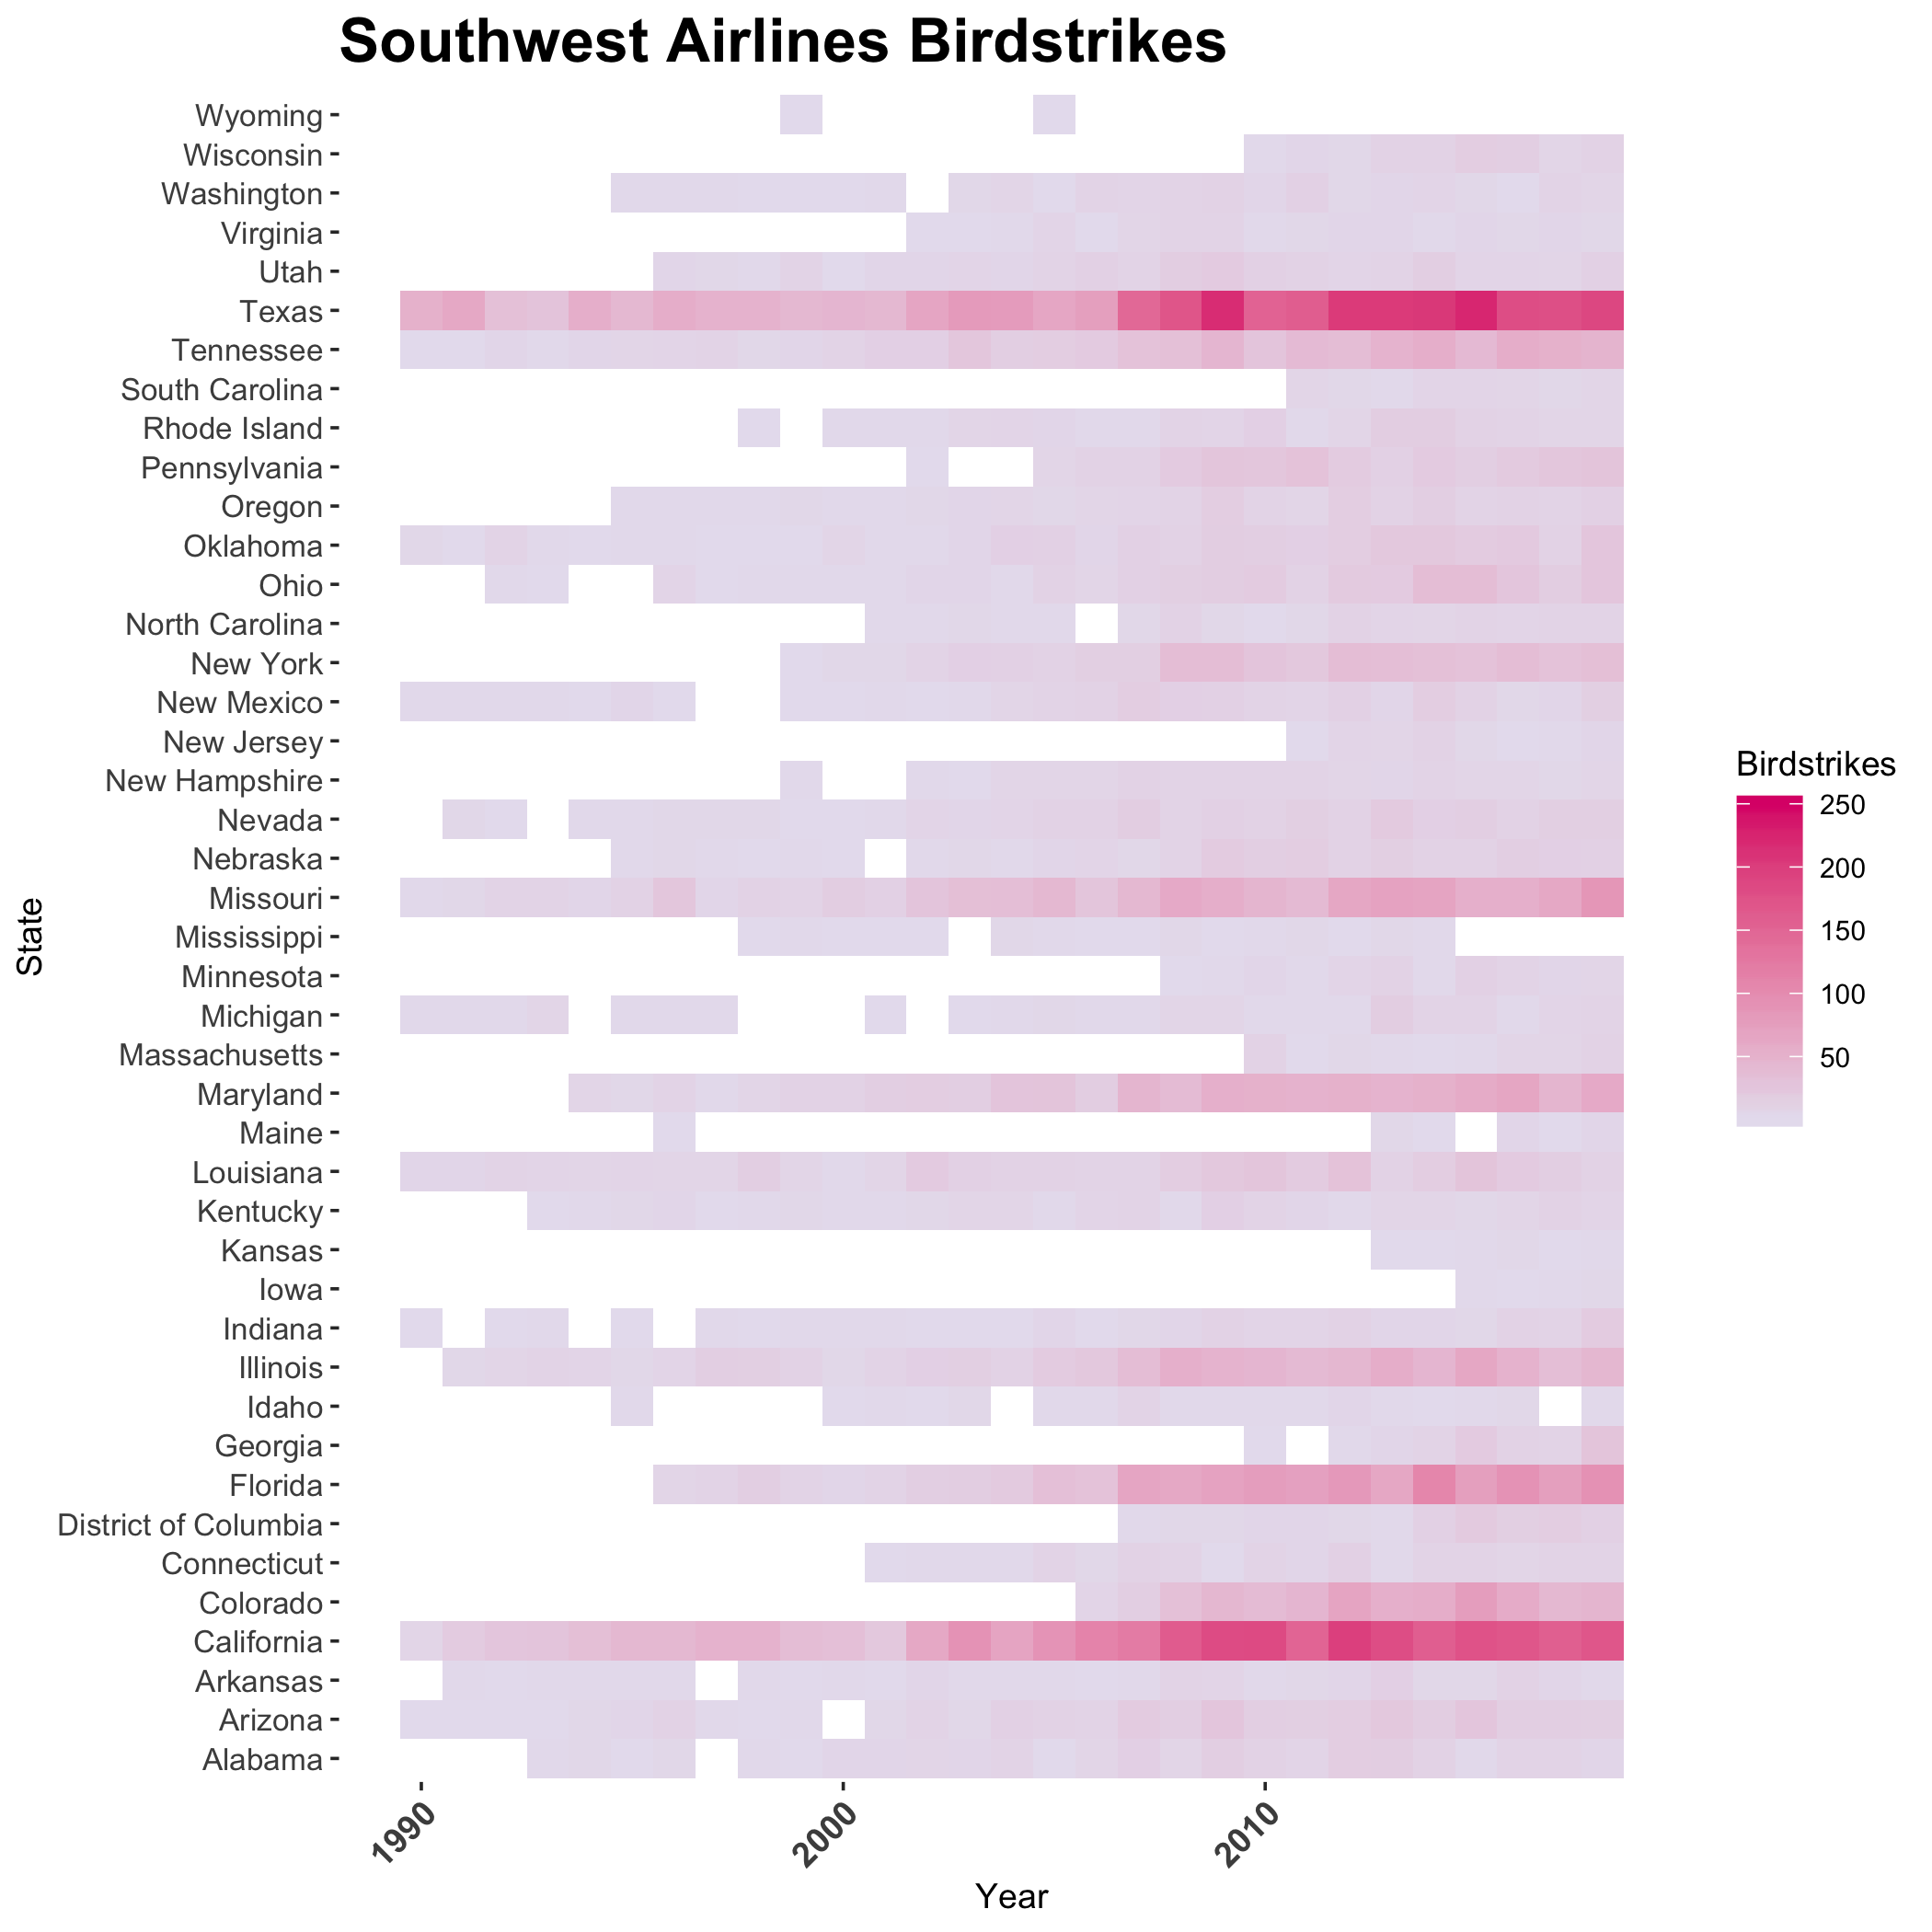 Southwest Airlines Birdstrikes
Wyoming
Wisconsin
Washington
Virginia
Utah
Texas
Tennessee
South Carolina
Rhode Island
Pennsylvania
Oregon
Oklahoma
Ohio
North Carolina
New York
New Mexico
New Jersey
New Hampshire
Nevada
Nebraska
Missouri
Mississippi
Minnesota
Michigan
Massachusetts
Maryland
Maine
Louisiana
Kentucky
Kansas
Iowa
Indiana
Illinois
Idaho
Georgia
Florida
District of Columbia
Connecticut
Colorado
California
Arkansas
Arizona
Alabama
State
1990
2000
2010
Year
Birdstrikes
250
200
150
100
50